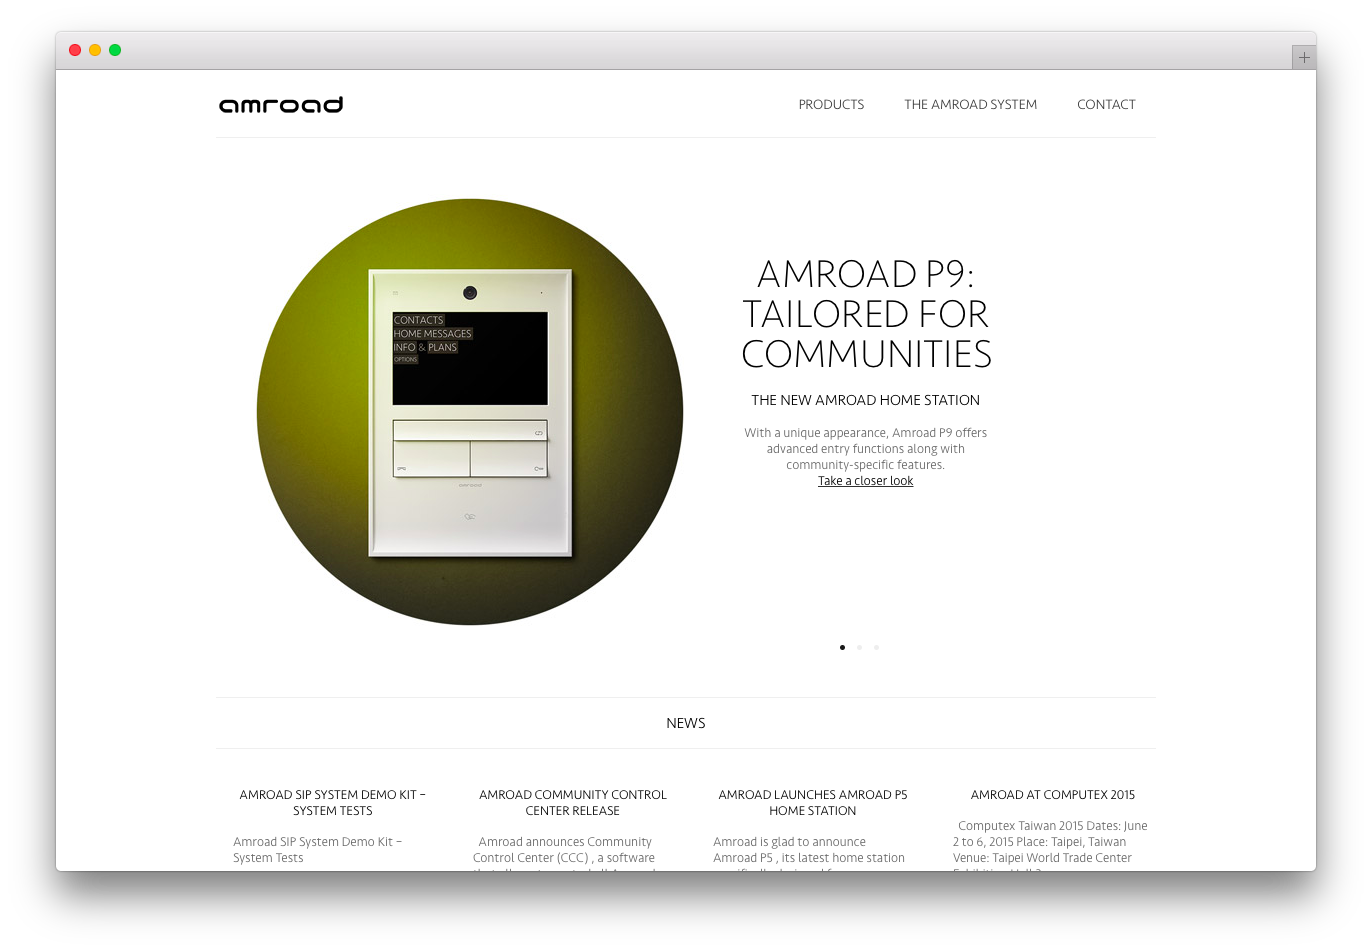 amroad
PRODUCTS
THE AMROAD SYSTEM
CONTACT
CONTACTS
HOME MESSAGES
INFO & PLANS
OPTIONS
amroad
AMROAD P9:
TAILORED FOR
COMMUNITIES
THE NEW AMROAD HOME STATION
With a unique appearance, Amroad P9 offers
advanced entry functions along with
community-specific features.
Take a closer look
NEWS
AMROAD SIP SYSTEM DEMO KIT –
SYSTEM TESTS
Amroad SIP System Demo Kit –
System Tests
AMROAD COMMUNITY CONTROL
CENTER RELEASE
Amroad announces Community
Control Center (CCC) , a software
AMROAD LAUNCHES AMROAD P5
HOME STATION
Amroad is glad to announce
Amroad P5 , its latest home station
AMROAD AT COMPUTEX 2015
Computex Taiwan 2015 Dates: June
2 to 6, 2015 Place: Taipei, Taiwan
Venue: Taipei World Trade Center